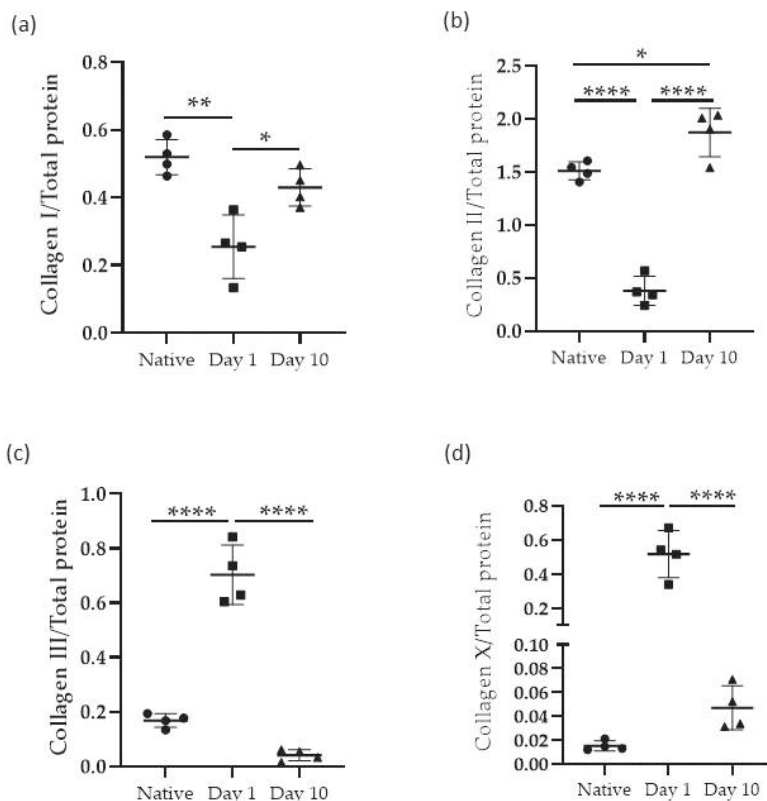 (a)
Collagen I/Total protein
0.8
0.6
0.4
0.2
0.0
**
*
Native Day 1 Day 10
(b)
Collagen II/Total protein
2.5
2.0
1.5
1.0
0.5
0.0
*
**** ****
Native Day 1 Day 10
(c)
Collagen III/Total protein
1.0
0.8
0.6
0.4
0.2
0.0
**** ****
Native Day 1 Day 10
(d)
Collagen X/Total protein
0.8
0.6
0.4
0.2
0.10
0.08
0.06
0.04
0.02
0.00
**** ****
Native Day 1 Day 10